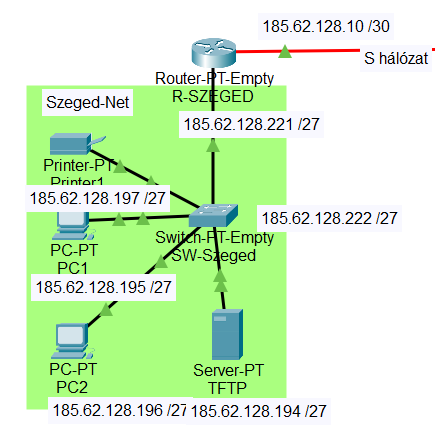 185.62.128.10 /30
S hálózat
Router-PT-Empty
R-SZEGED
Szeged-Net
185.62.128.221 /27
Printer-PT
Printer1
185.62.128.197 /27
PC-PT
PC1
Switch-PT-Empty
SW-Szeged
185.62.128.222 /27
185.62.128.195 /27
PC-PT
PC2
Server-PT
TFTP
185.62.128.196 /27
185.62.128.194 /27